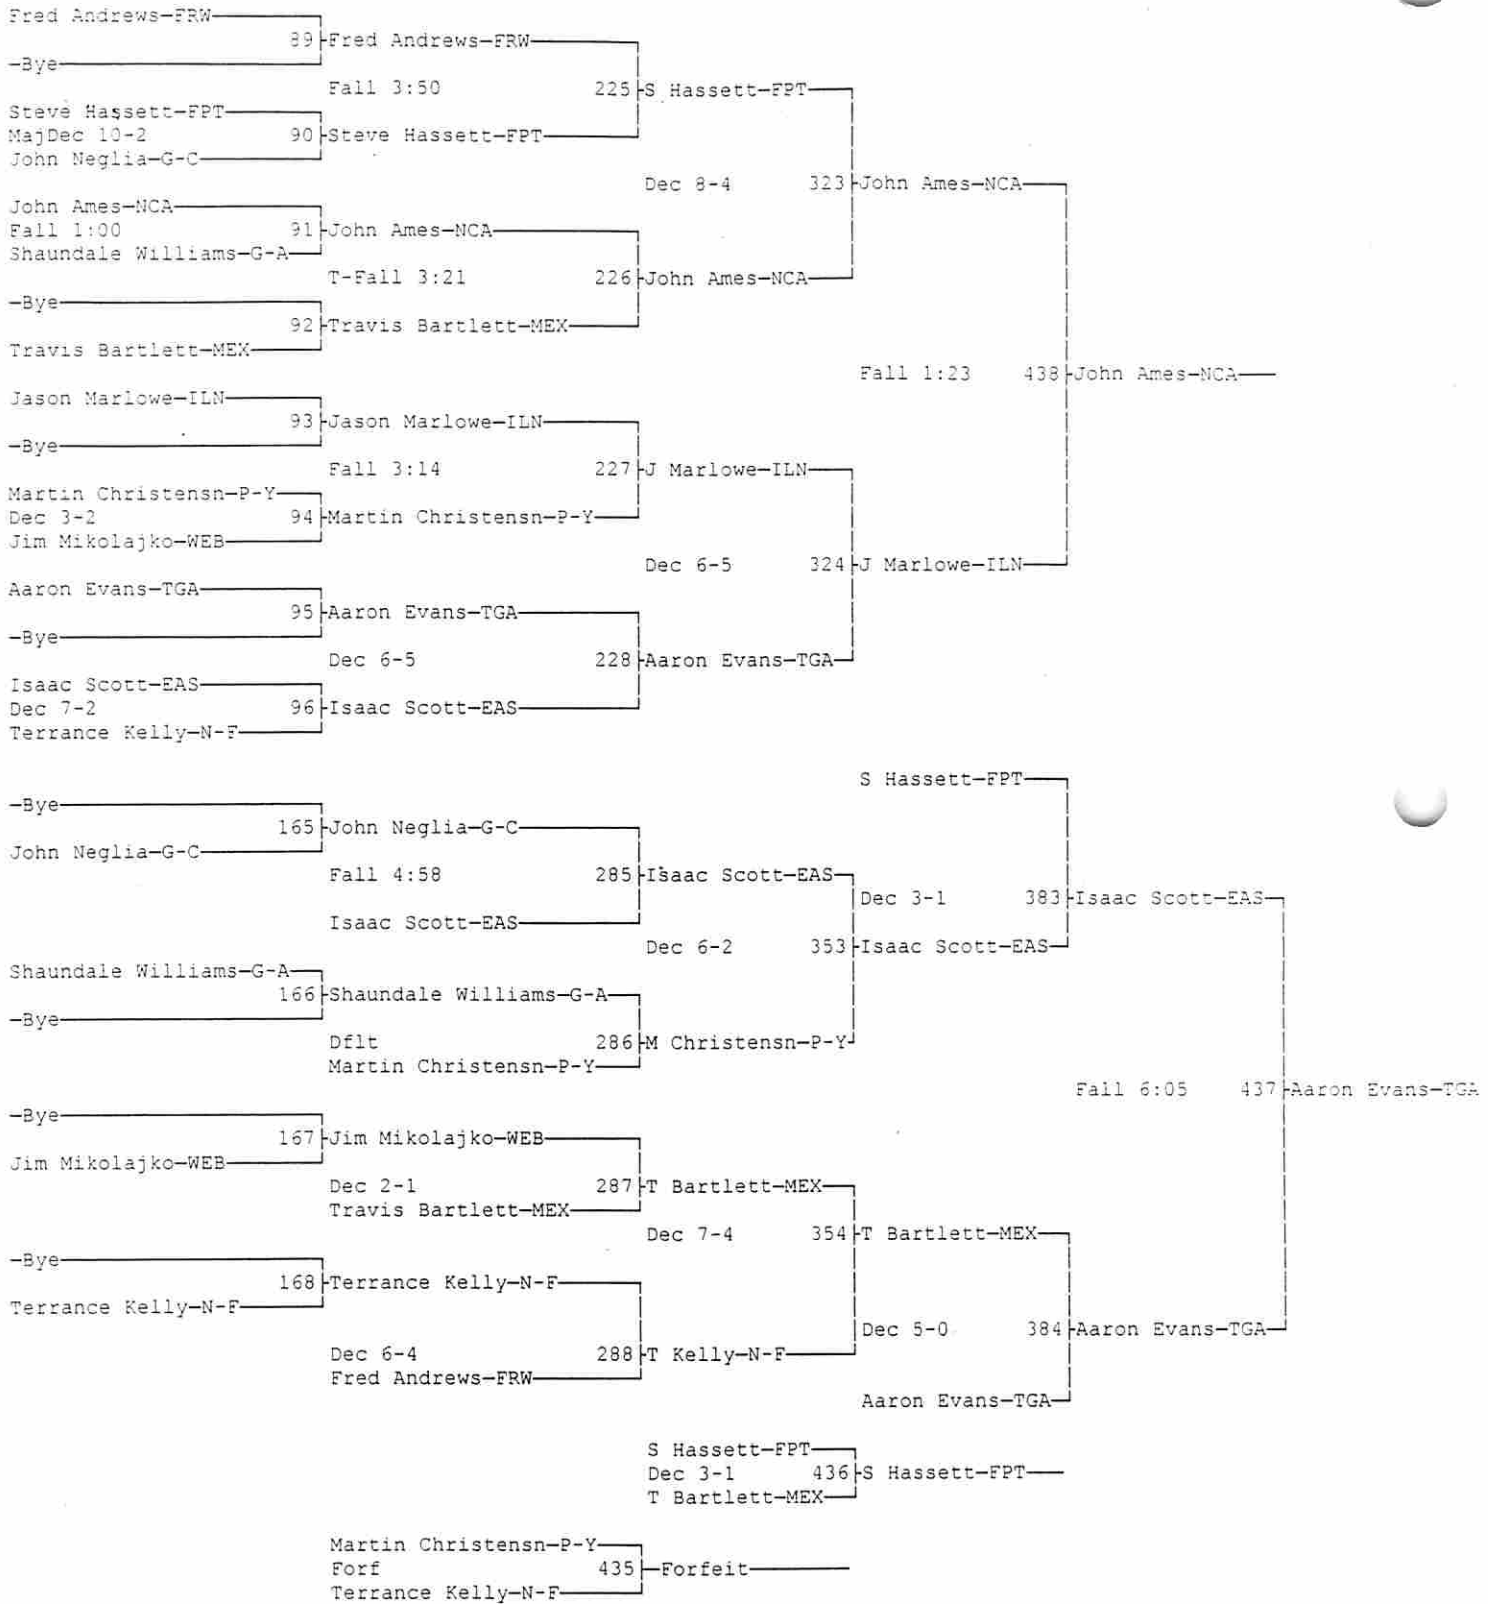 Fred Andrews—FRW
89 Fred Andrews—FRW
—Bye
Fall 3:50 225 S Hassett—FPT
Steve Hassett—FPT
MajDec 10-2 90 Steve Hassett—FPT
John Neglia—G-C
Dec 8-4 323 John Ames—NCA
John Ames—NCA
Fall 1:00 91 John Ames—NCA
Shaundale Williams—G-A
T-Fall 3:21 226 John Ames—NCA
—Bye
92 Travis Bartlett—MEX
Travis Bartlett—MEX
Fall 1:23 438 John Ames—NCA
Jason Marlowe—ILN
93 Jason Marlowe—ILN
—Bye
Fall 3:14 227 J Marlowe—ILN
Martin Christensn—P-Y
Dec 3-2 94 Martin Christensn—P-Y
Jim Mikolajko—WEB
Dec 6-5 324 J Marlowe—ILN
Aaron Evans—TGA
95 Aaron Evans—TGA
—Bye
Dec 6-5 228 Aaron Evans—TGA
Isaac Scott—EAS
Dec 7-2 96 Isaac Scott—EAS
Terrance Kelly—N-F
S Hassett—FPT
—Bye
165 John Neglia—G-C
John Neglia—G-C
Fall 4:58 285 Isaac Scott—EAS
Dec 3-1 383 Isaac Scott—EAS
Isaac Scott—EAS
Dec 6-2 353 Isaac Scott—EAS
Shaundale Williams—G-A
166 Shaundale Williams—G-A
—Bye
Dflt 286 M Christensn—P-Y
Martin Christensn—P-Y
Fall 6:05 437 Aaron Evans—TGA
—Bye
167 Jim Mikolajko—WEB
Jim Mikolajko—WEB
Dec 2-1 287 T Bartlett—MEX
Travis Bartlett—MEX
Dec 7-4 354 T Bartlett—MEX
—Bye
168 Terrance Kelly—N-F
Terrance Kelly—N-F
Dec 5-0 384 Aaron Evans—TGA
Dec 6-4 288 T Kelly—N-F
Fred Andrews—FRW
Aaron Evans—TGA
S Hassett—FPT
Dec 3-1 436 S Hassett—FPT
T Bartlett—MEX
Martin Christensn—P-Y
Forf 435 Forfeit
Terrance Kelly—N-F